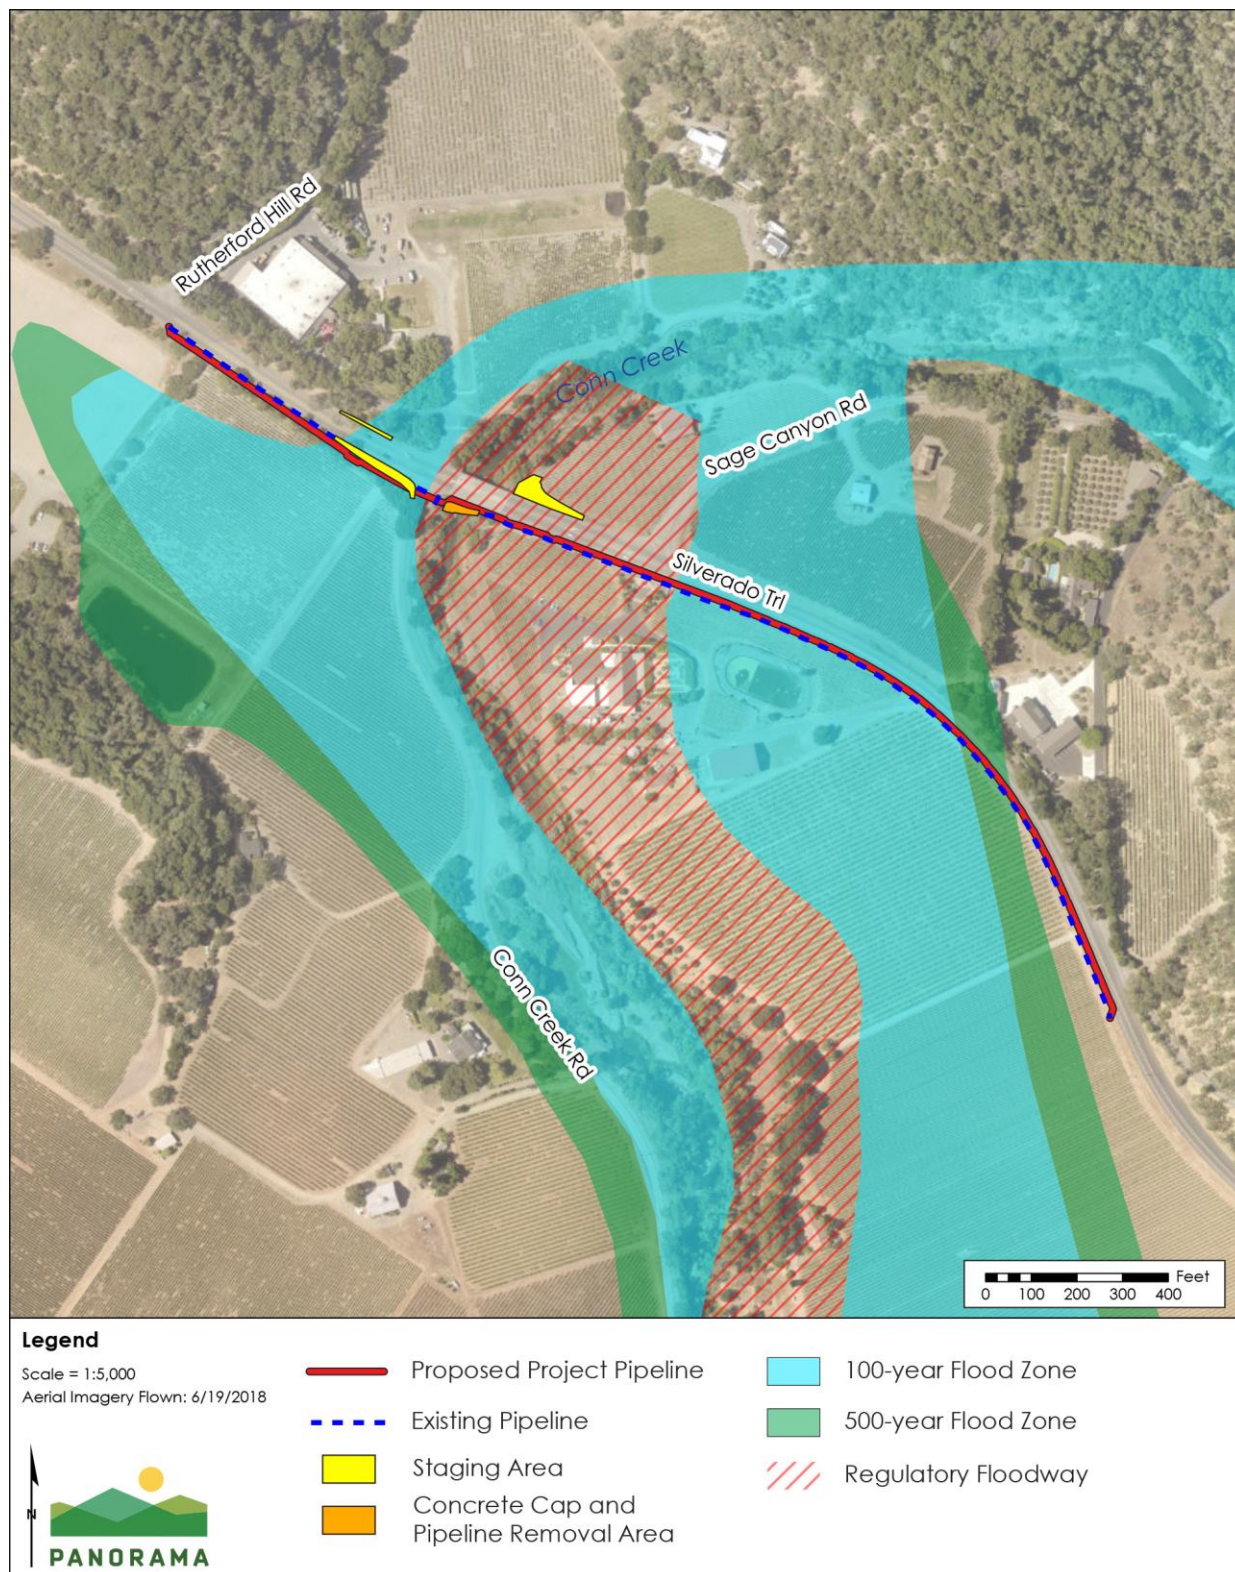 Rutherford Hill Rd
Conn Creek
Sage Canyon Rd
Silverado Trl
Conn Creek Rd
Feet
0 100 200 300 400
Legend
Scale = 1:5,000
Aerial Imagery Flown: 6/19/2018
N
PANORAMA
Proposed Project Pipeline
Existing Pipeline
Staging Area
Concrete Cap and
Pipeline Removal Area
100-year Flood Zone
500-year Flood Zone
Regulatory Floodway